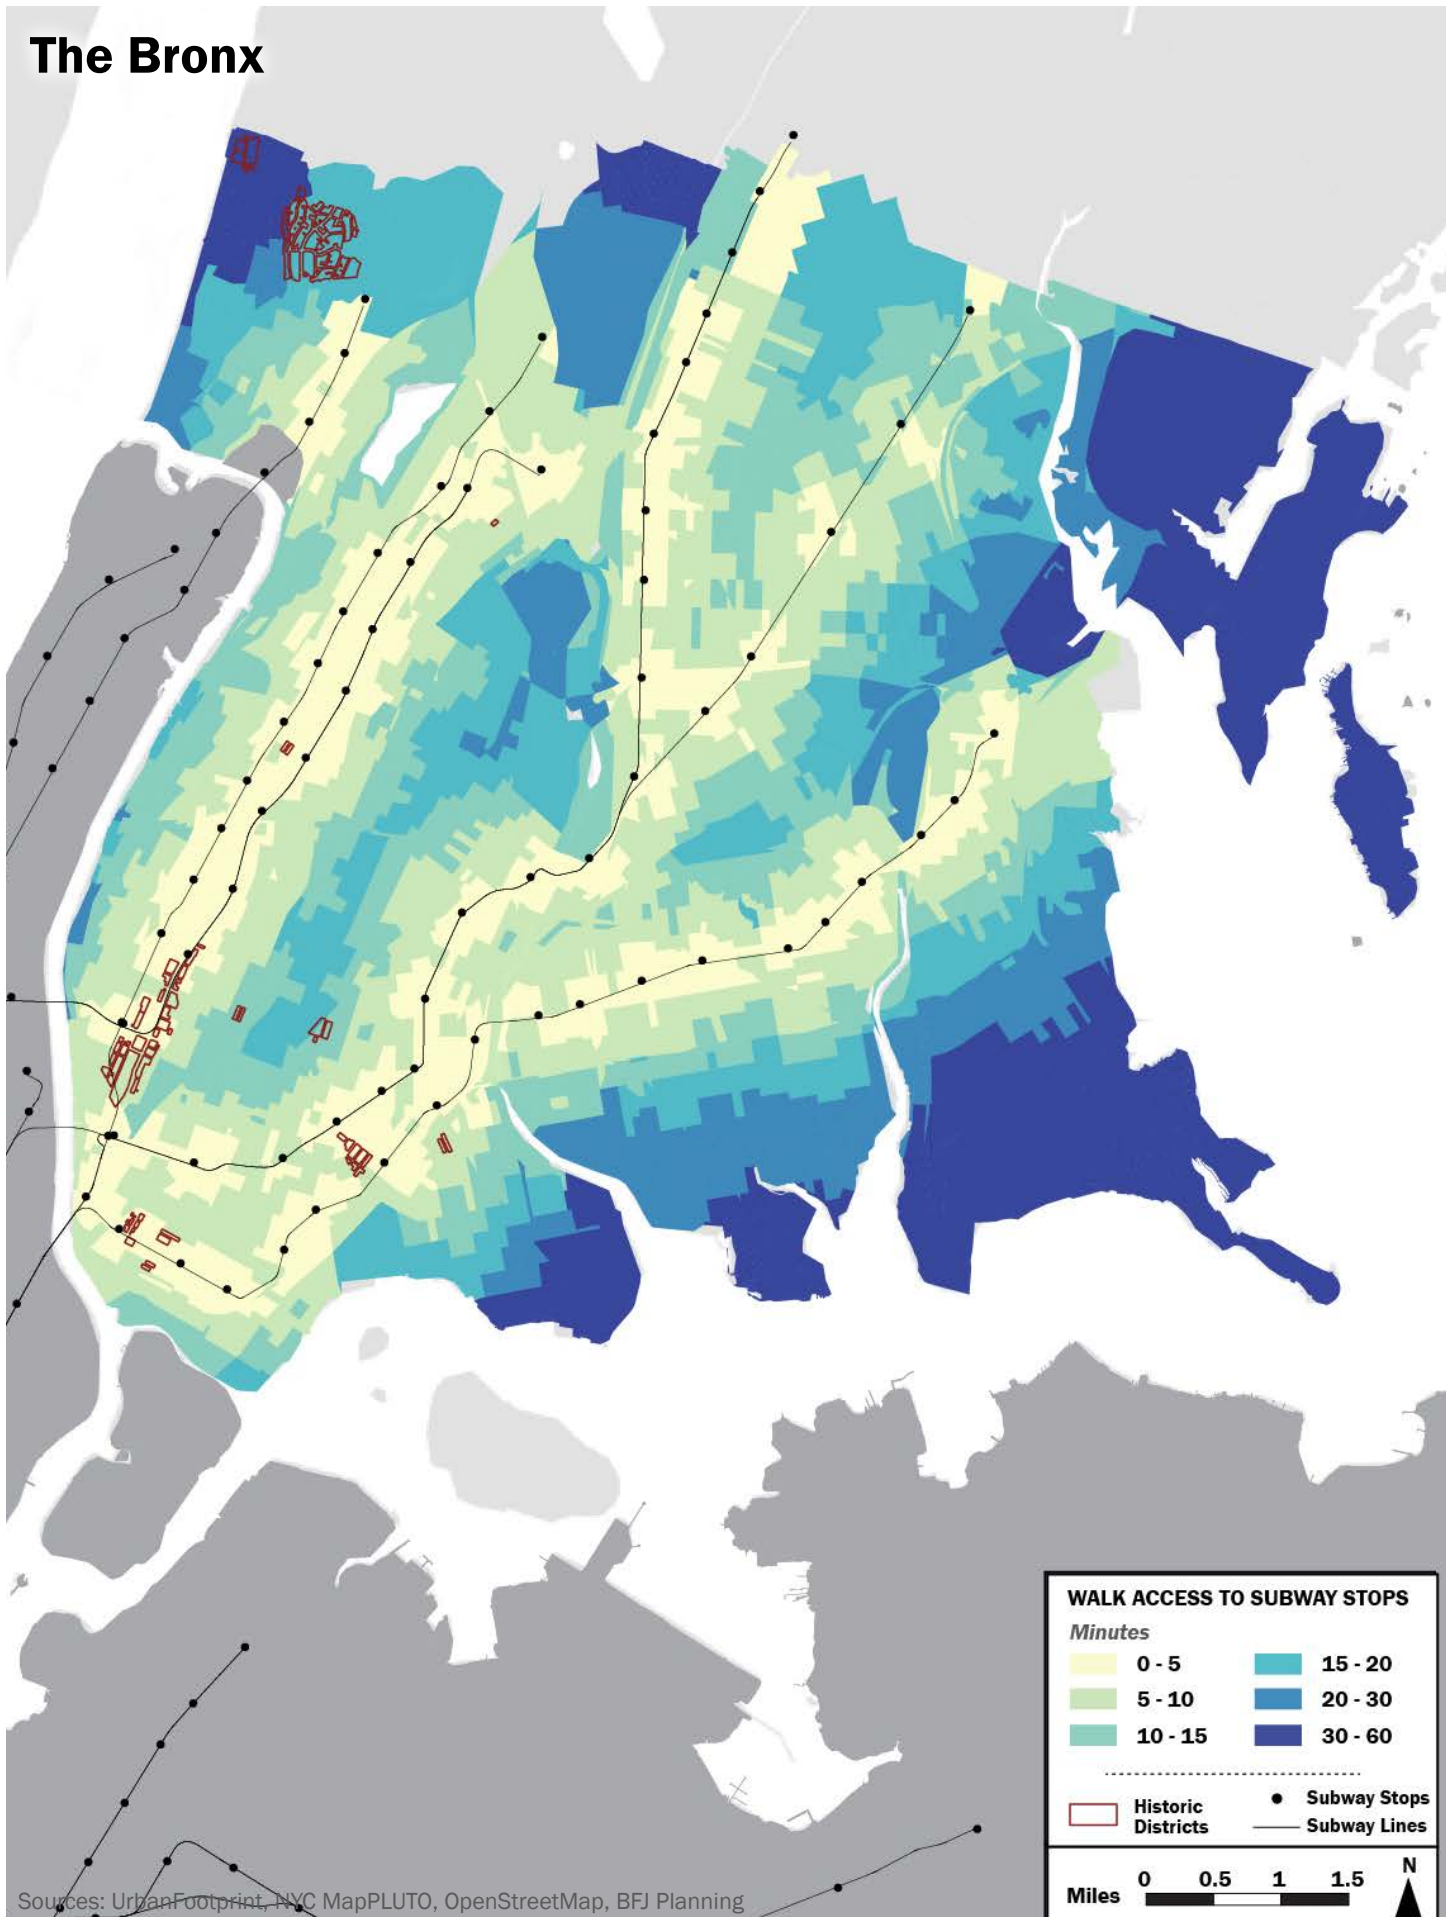 The Bronx
WALK ACCESS TO SUBWAY STOPS
Minutes
0 - 5
15 - 20
5 - 10
20 - 30
10 - 15
30 - 60
Historic
Districts
Subway Stops
Subway Lines
Miles
0 0.5 1 1.5
N
Sources: UrbanFootprint, NYC MapPLUTO, OpenStreetMap, BFJ Planning